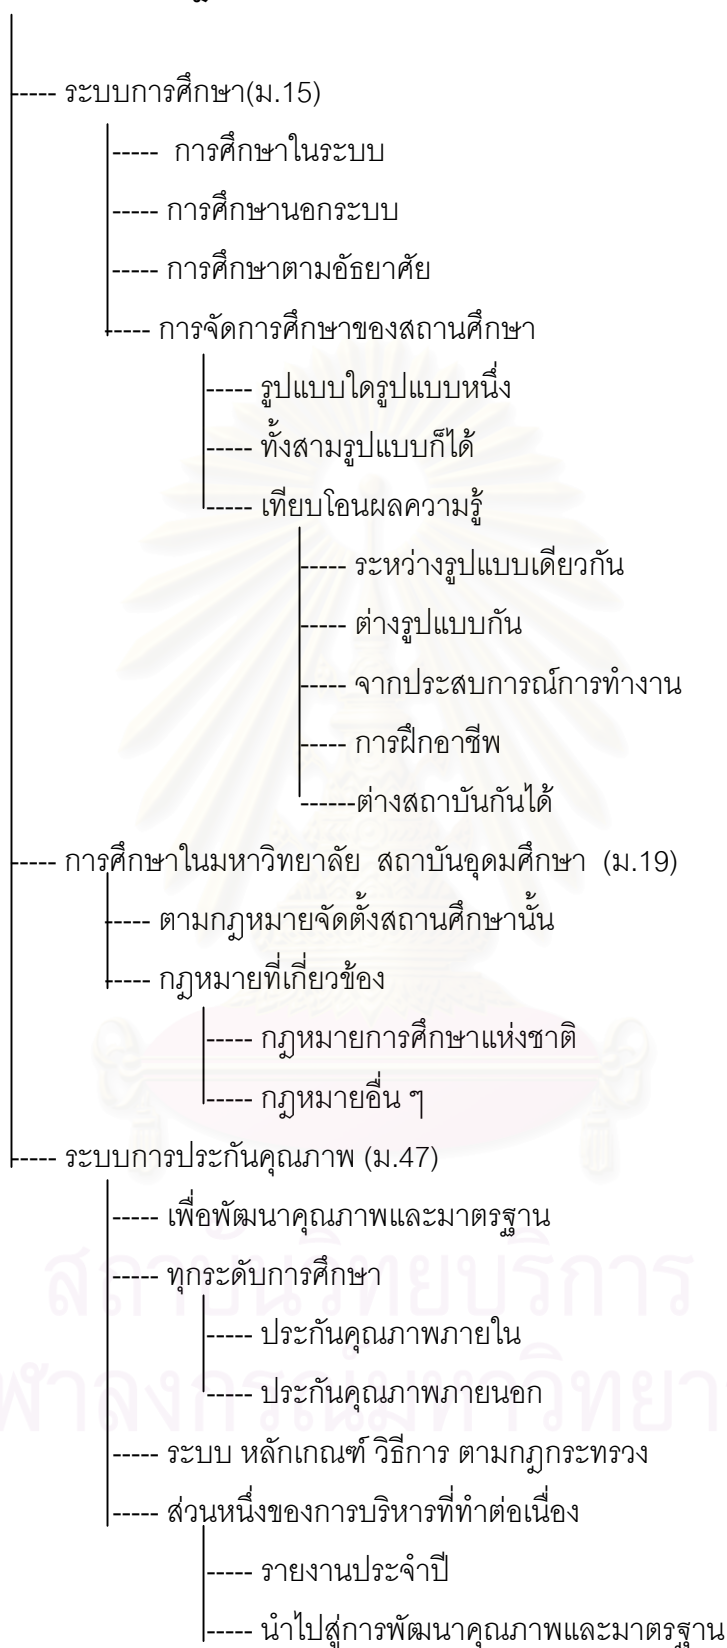 ----- ระบบการศึกษา(ม.15)
----- การศึกษาในระบบ
----- การศึกษานอกระบบ
----- การศึกษาตามอัธยาศัย
----- การจัดการศึกษาของสถานศึกษา
----- รูปแบบใดรูปแบบหนึ่ง
----- ทั้งสามรูปแบบก็ได้
----- เทียบโอนผลความรู้
----- ระหว่างรูปแบบเดียวกัน
----- ต่างรูปแบบกัน
----- จากประสบการณ์การทำงาน
----- การฝึกอาชีพ
------ต่างสถาบันกันได้
----- การศึกษาในมหาวิทยาลัย สถาบันอุดมศึกษา (ม.19)
----- ตามกฎหมายจัดตั้งสถานศึกษานั้น
----- กฎหมายที่เกี่ยวข้อง
----- กฎหมายการศึกษาแห่งชาติ
----- กฎหมายอื่น ๆ
----- ระบบการประกันคุณภาพ (ม.47)
----- เพื่อพัฒนาคุณภาพและมาตรฐาน
----- ทุกระดับการศึกษา
----- ประกันคุณภาพภายใน
----- ประกันคุณภาพภายนอก
----- ระบบ หลักเกณฑ์ วิธีการ ตามกฎกระทรวง
----- ส่วนหนึ่งของการบริหารที่ทำต่อเนื่อง
----- รายงานประจำปี
----- นำไปสู่การพัฒนาคุณภาพและมาตรฐาน
สถาบันวิทยบริการ